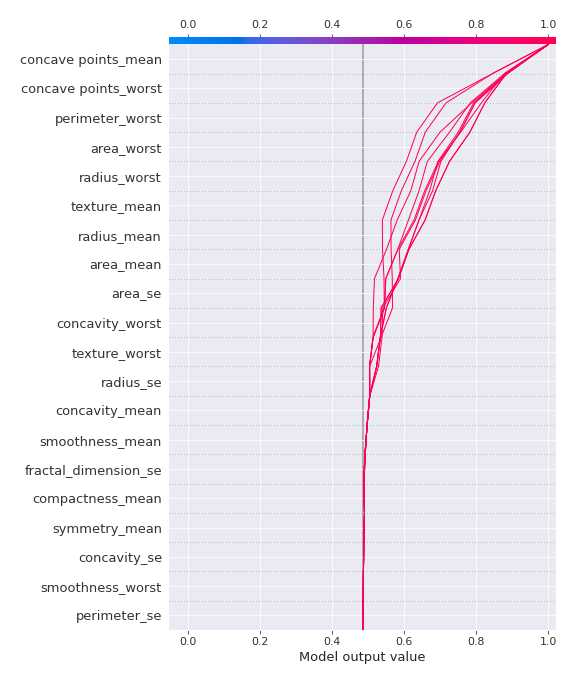 0.0 0.2 0.4 0.6 0.8 1.0
concave points_mean
concave points_worst
perimeter_worst
area_worst
radius_worst
texture_mean
radius_mean
area_mean
area_se
concavity_worst
texture_worst
radius_se
concavity_mean
smoothness_mean
fractal_dimension_se
compactness_mean
symmetry_mean
concavity_se
smoothness_worst
perimeter_se
0.0 0.2 0.4 0.6 0.8 1.0
Model output value